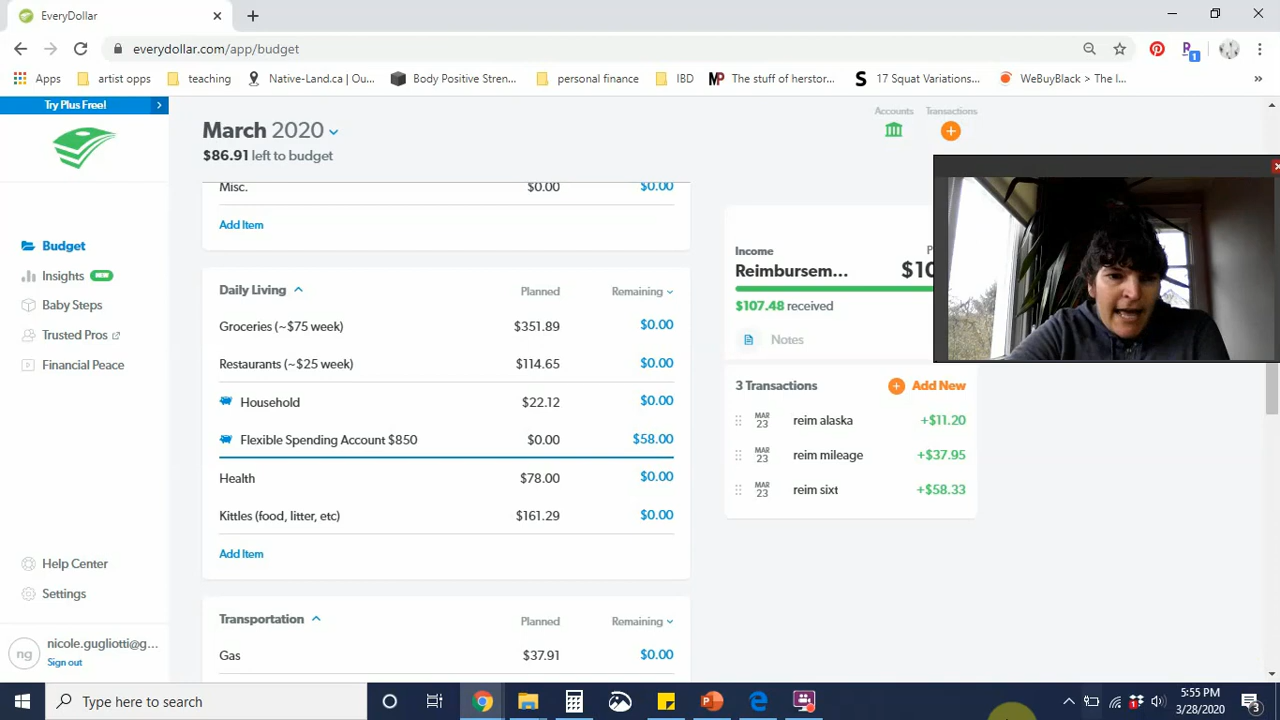 EveryDollar
everydollar.com/app/budget
1
Apps artist opps teaching Native-Land.ca | Ou... Body Positive Stren... personal finance IBD The stuff of herstor... S 17 Squat Variations... WeBuyBlack > The l... »
Try Plus Free!
March 2020
$86.91 left to budget
Accounts Transactions
Budget
Insights NEW
Baby Steps
Trusted Pros
Financial Peace
Help Center
Settings
ng nicole.gugliotti@g...
Sign out
Misc. $0.00 $0.00
Add Item
Daily Living Planned Remaining
Groceries (~$75 week) $351.89 $0.00
Restaurants (~$25 week) $114.65 $0.00
Household $22.12 $0.00
Flexible Spending Account $850 $0.00 $58.00
Health $78.00 $0.00
Kittles (food, litter, etc) $161.29 $0.00
Add Item
Transportation Planned Remaining
Gas $37.91 $0.00
Income
Reimbursem...
$107.48 received
Notes
3 Transactions Add New
MAR 23 reim alaska +$11.20
MAR 23 reim mileage +$37.95
MAR 23 reim sixt +$58.33
Type here to search
5:55 PM
3/28/2020
3